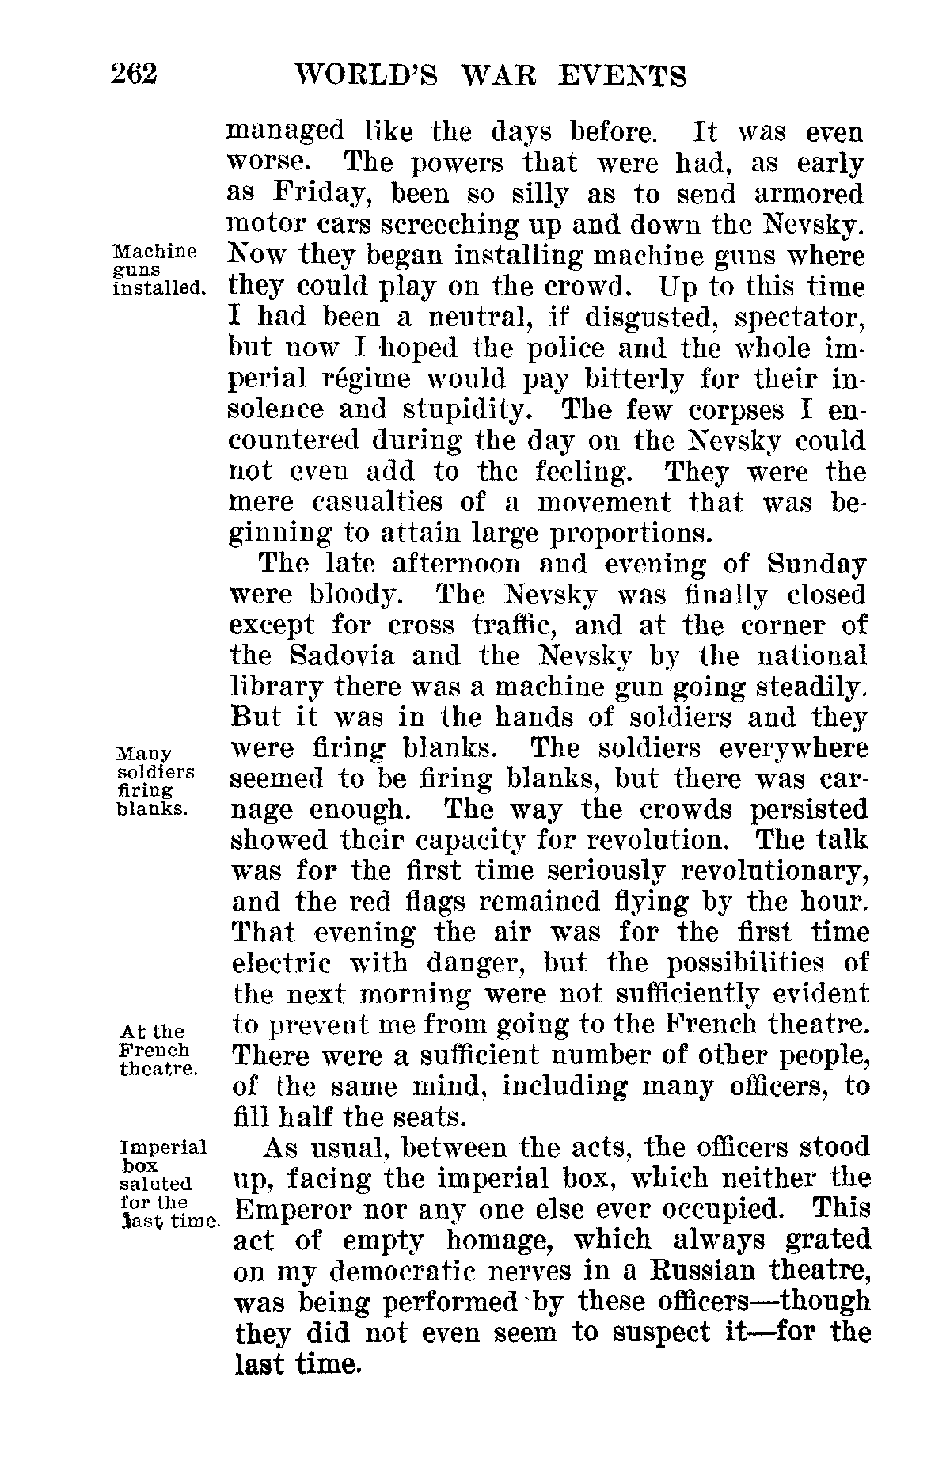 262 WORLD'S WAR EVENTS
managed like the days before. It was even
worse. The powers that were had, as early
as Friday, been so silly as to send armored
motor cars screeching up and down the Nevsky.
Machine
guns
installed.
Now they began installing machine guns where
they could play on the crowd. Up to this time
I had been a neutral, if disgusted, spectator,
but now I hoped the police and the whole im-
perial régime would pay bitterly for their in-
solence and stupidity. The few corpses I en-
countered during the day on the Nevsky could
not even add to the feeling. They were the
mere casualties of a movement that was be-
ginning to attain large proportions.
The late afternoon and evening of Sunday
were bloody. The Nevsky was finally closed
except for cross traffic, and at the corner of
the Sadovia and the Nevsky by the national
library there was a machine gun going steadily.
But it was in the hands of soldiers and they
Many
soldiers
firing
blanks.
were firing blanks. The soldiers everywhere
seemed to be firing blanks, but there was car-
nage enough. The way the crowds persisted
showed their capacity for revolution. The talk
was for the first time seriously revolutionary,
and the red flags remained flying by the hour.
That evening the air was for the first time
electric with danger, but the possibilities of
the next morning were not sufficiently evident
At the
French
theatre.
to prevent me from going to the French theatre.
There were a sufficient number of other people,
of the same mind, including many officers, to
fill half the seats.
Imperial
box
saluted
for the
last time.
As usual, between the acts, the officers stood
up, facing the imperial box, which neither the
Emperor nor any one else ever occupied. This
act of empty homage, which always grated
on my democratic nerves in a Russian theatre,
was being performed by these officers—though
they did not even seem to suspect it—for the
last time.